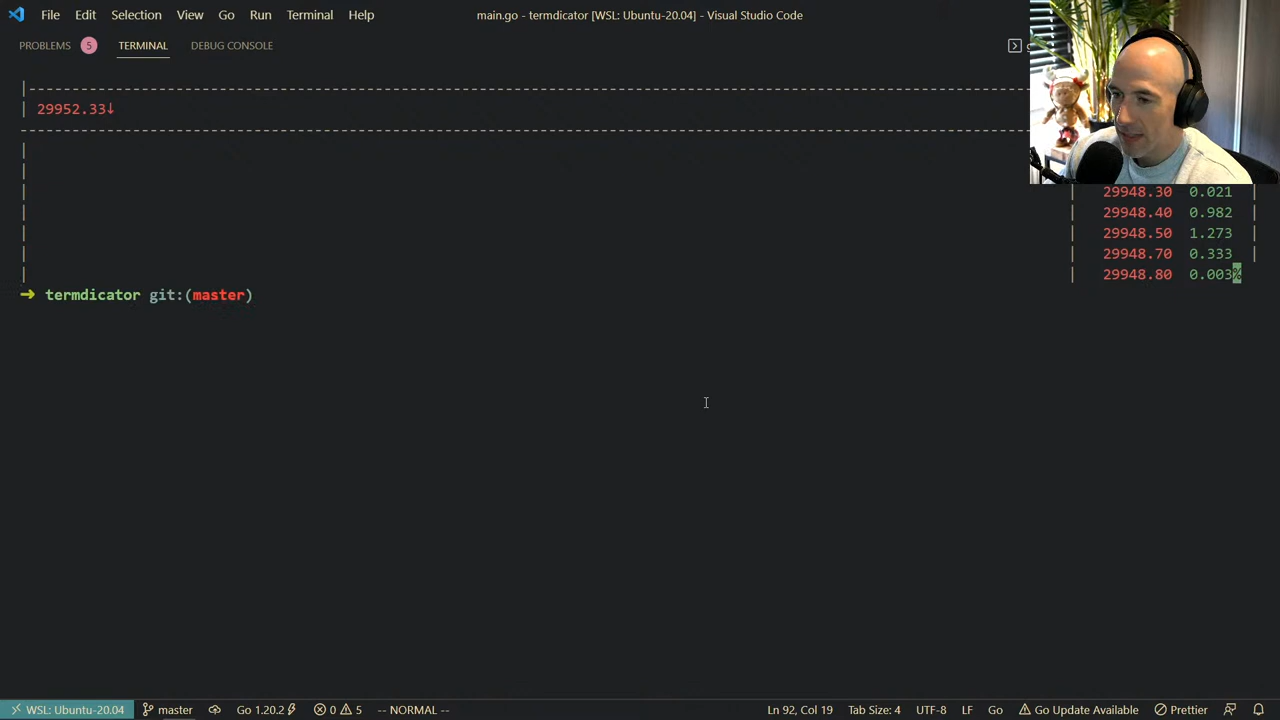 File Edit Selection View Go Run Terminal Help main.go - termdicator [WSL: Ubuntu-20.04] - Visual Studio Code
PROBLEMS 5 TERMINAL DEBUG CONSOLE
29952.33↓
29948.30 0.021
29948.40 0.982
29948.50 1.273
29948.70 0.333
29948.80 0.003%
➜ termdicator git:(master)
WSL: Ubuntu-20.04 master Go 1.20.2 0 5 -- NORMAL -- Ln 92, Col 19 Tab Size: 4 UTF-8 LF Go Go Update Available Prettier